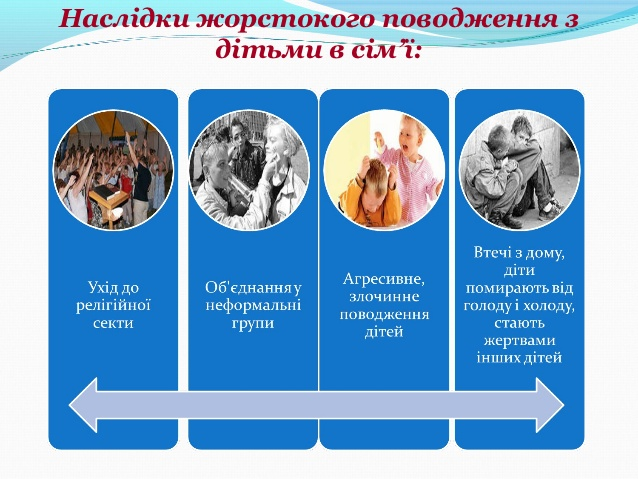 Наслідки жорстокого поводження з
дітьми в сім’ї:
Ухід до
релігійної
секти
Об'єднання у
неформальні
групи
Агресивне,
злочинне
поводження
дітей
Втечі з дому,
діти
помирають від
голоду і холоду,
стають
жертвами
інших дітей